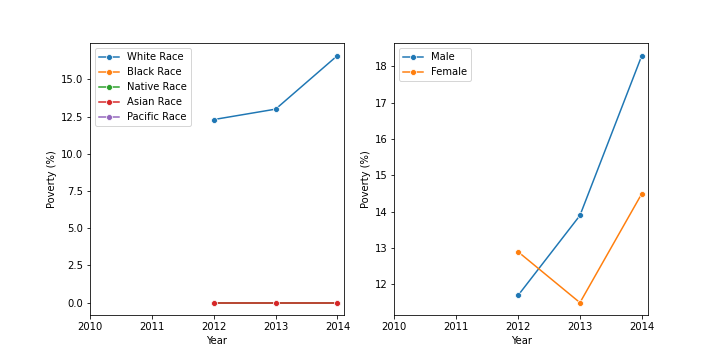 White Race
Black Race
Native Race
Asian Race
Pacific Race
15.0
12.5
10.0
7.5
5.0
2.5
0.0
Poverty (%)
2010 2011 2012 2013 2014
Year
Male
Female
18
17
16
15
14
13
12
Poverty (%)
2010 2011 2012 2013 2014
Year